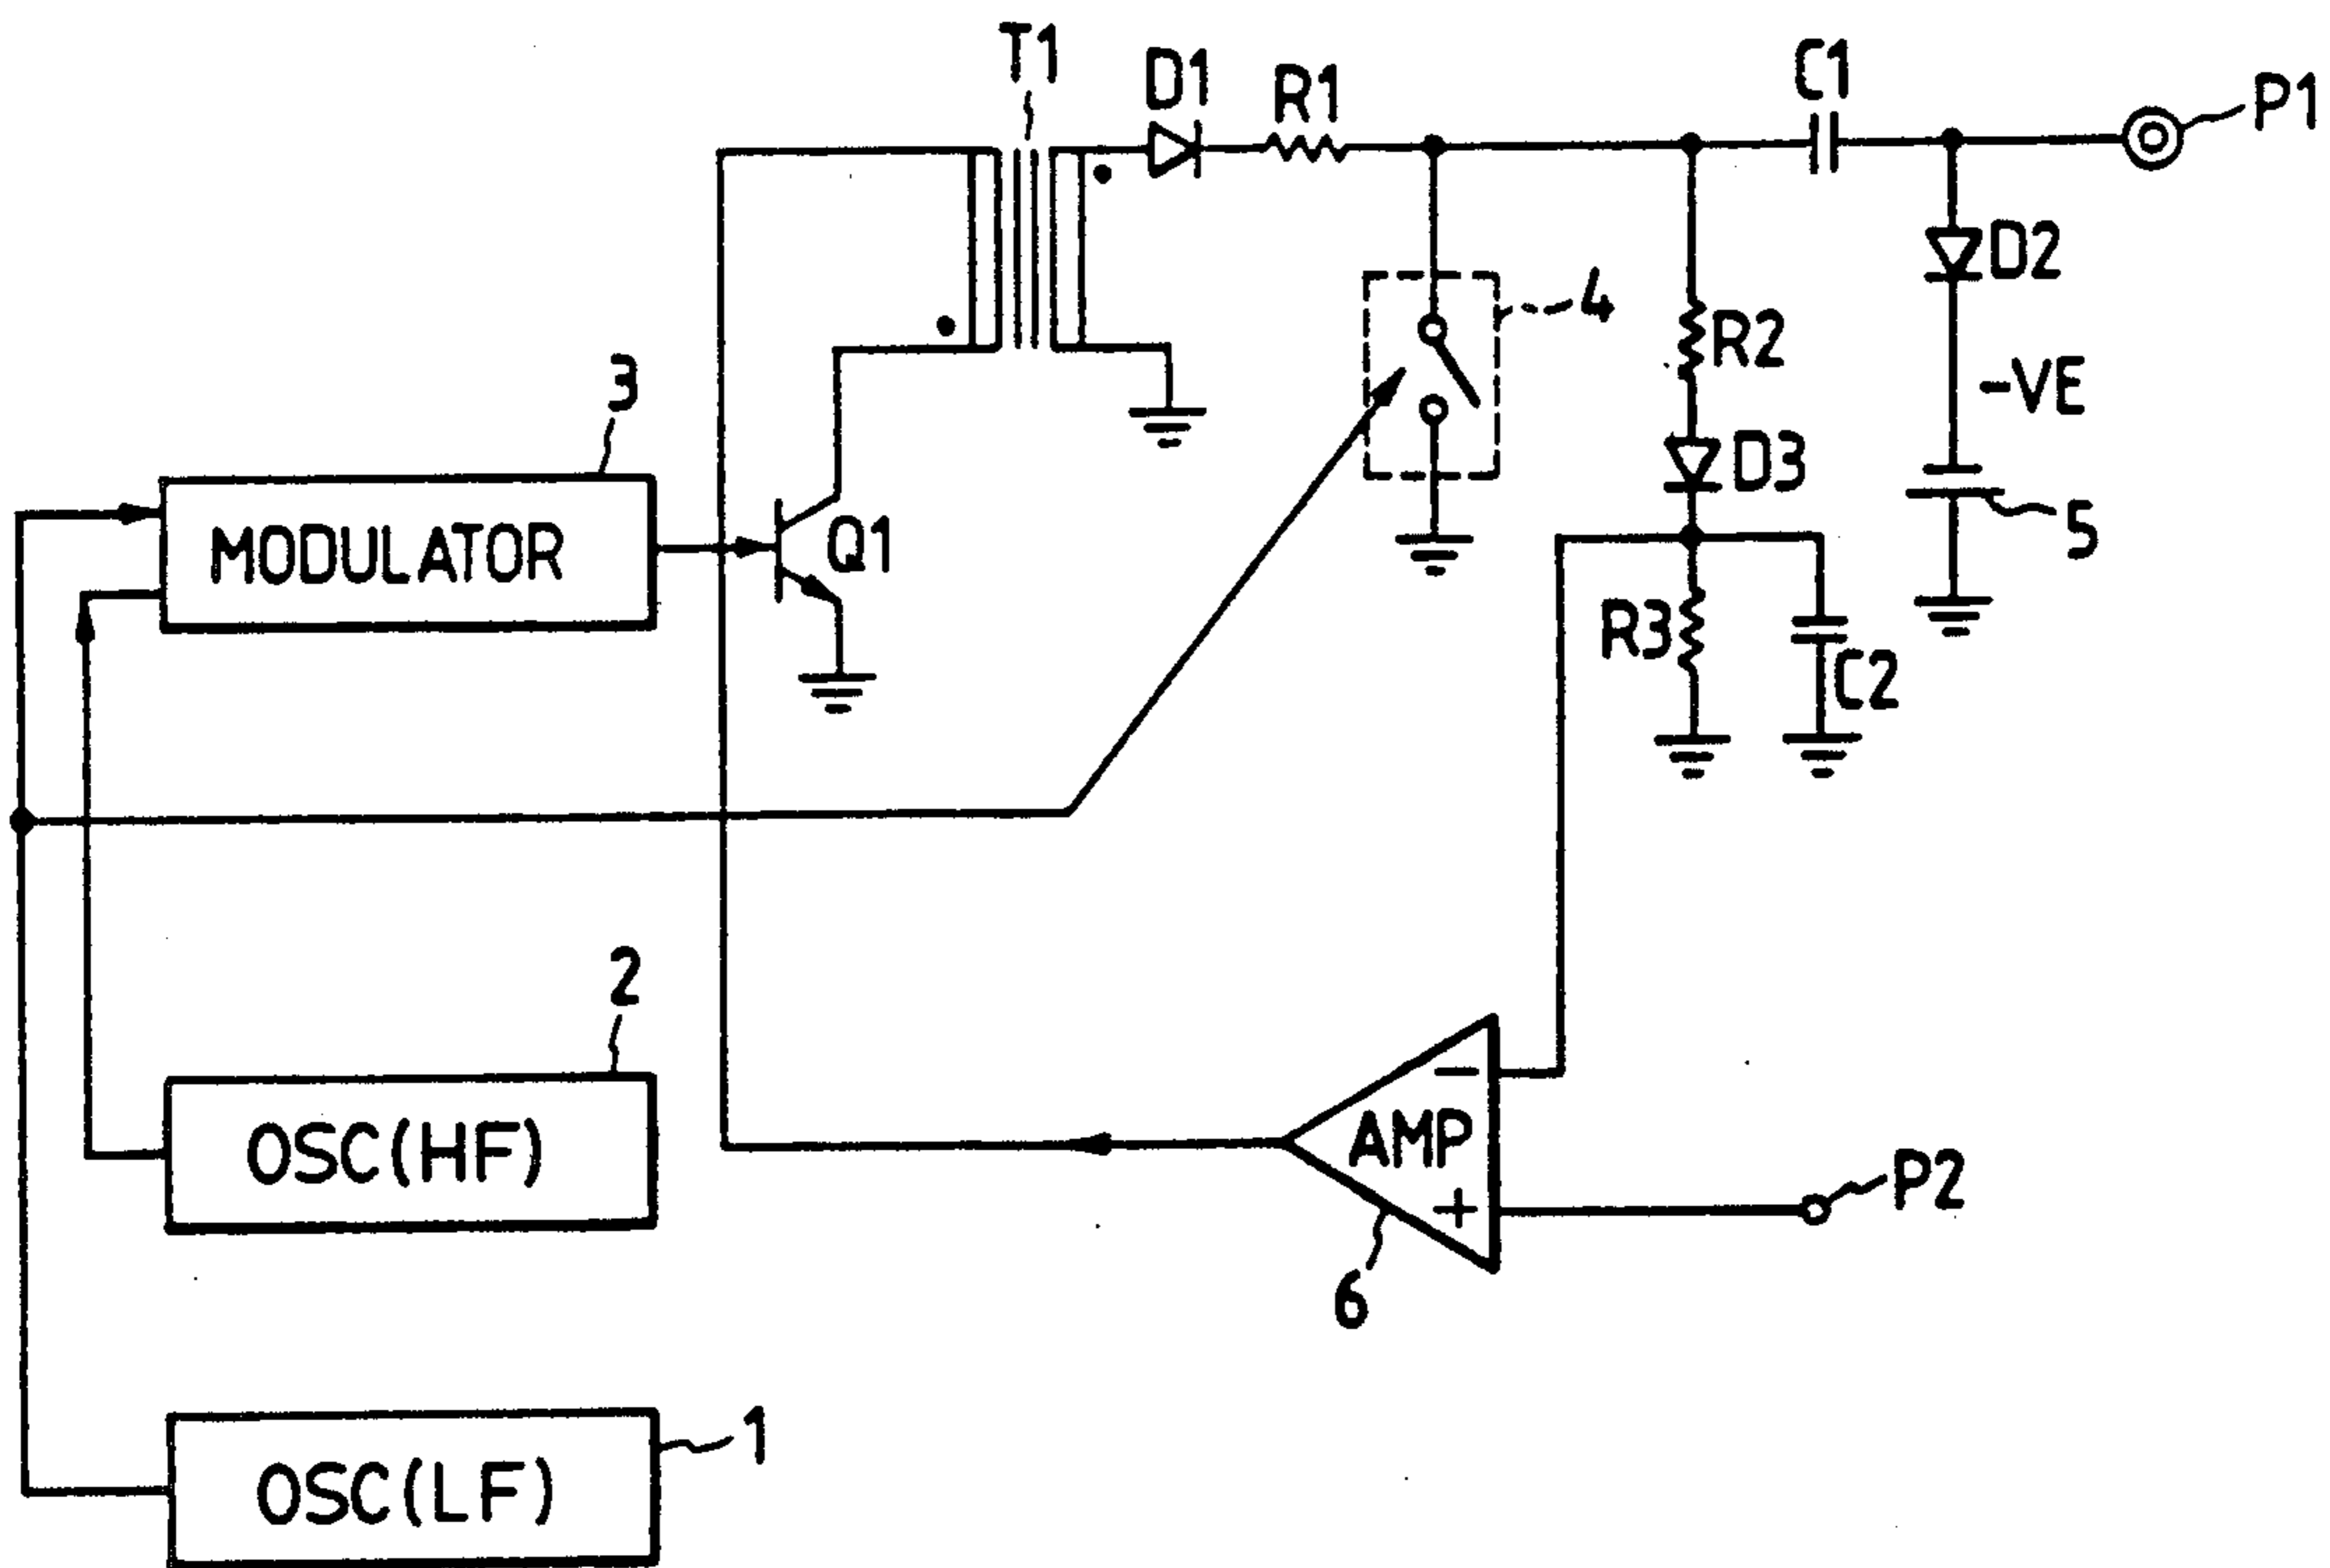 T1
D1
R1
C1
P1
D2
4
R2
-VE
3
D3
5
MODULATOR
Q1
R3
C2
2
OSC(HF)
-
AMP
+
P2
6
1
OSC(LF)